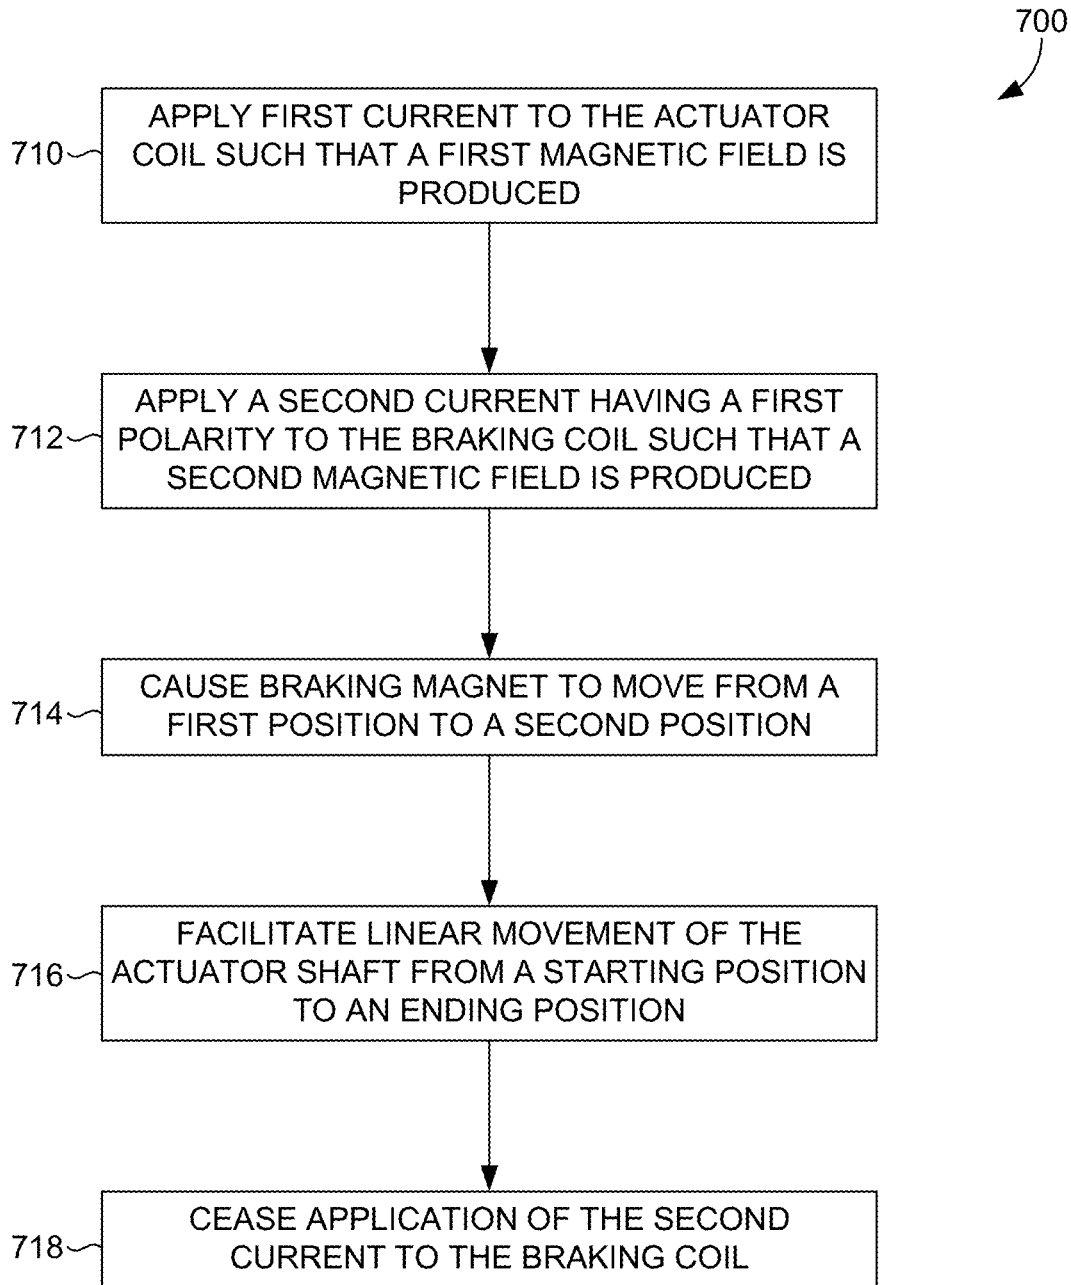 700
APPLY FIRST CURRENT TO THE ACTUATOR
710
COIL SUCH THAT A FIRST MAGNETIC FIELD IS
PRODUCED
APPLY A SECOND CURRENT HAVING A FIRST
712
POLARITY TO THE BRAKING COIL SUCH THAT A
SECOND MAGNETIC FIELD IS PRODUCED
714
CAUSE BRAKING MAGNET TO MOVE FROM A
FIRST POSITION TO A SECOND POSITION
FACILITATE LINEAR MOVEMENT OF THE
716
ACTUATOR SHAFT FROM A STARTING POSITION
TO AN ENDING POSITION
718
CEASE APPLICATION OF THE SECOND
CURRENT TO THE BRAKING COIL